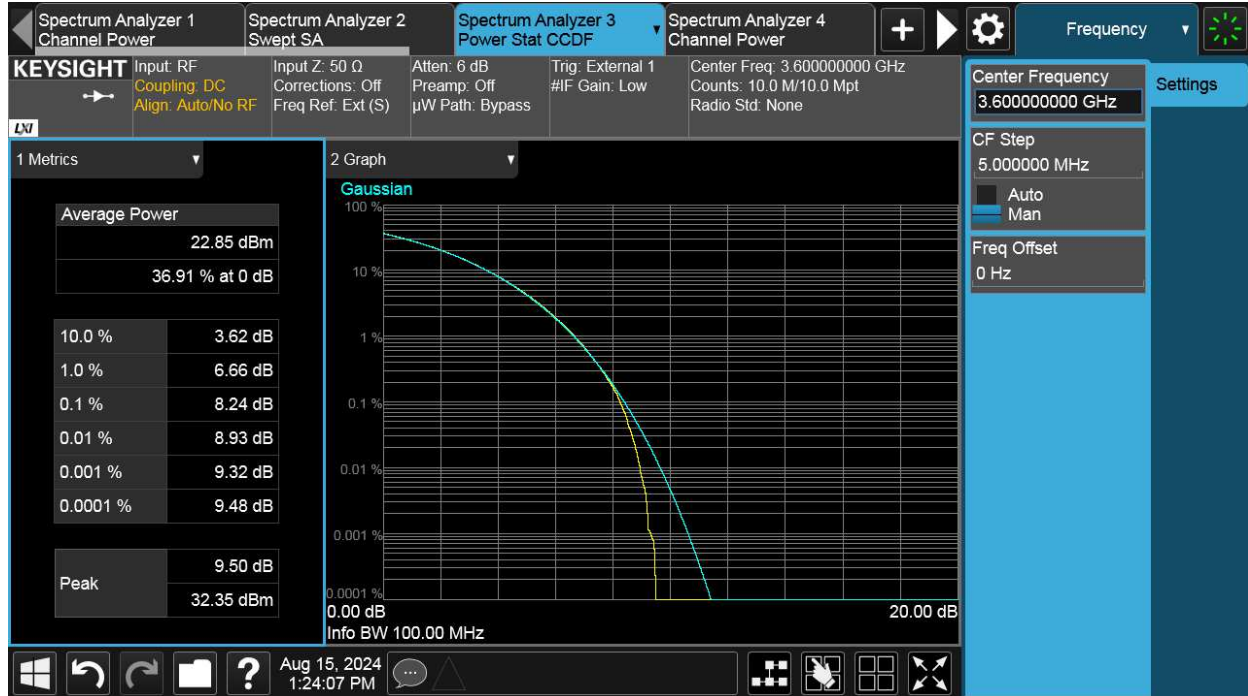 Spectrum Analyzer 1
Channel Power
Spectrum Analyzer 2
Swept SA
Spectrum Analyzer 3
Power Stat CCDF
Spectrum Analyzer 4
Channel Power
+
Frequency
KEYSIGHT
LXI
Input: RF
Coupling: DC
Align: Auto/No RF
Input Z: 50 Ω
Corrections: Off
Freq Ref: Ext (S)
Atten: 6 dB
Preamp: Off
µW Path: Bypass
Trig: External 1
#IF Gain: Low
Center Freq: 3.600000000 GHz
Counts: 10.0 M/10.0 Mpt
Radio Std: None
Center Frequency
3.600000000 GHz
Settings
CF Step
5.000000 MHz
Auto
Man
Freq Offset
0 Hz
1 Metrics
Average Power
22.85 dBm
36.91 % at 0 dB
10.0 % 3.62 dB
1.0 % 6.66 dB
0.1 % 8.24 dB
0.01 % 8.93 dB
0.001 % 9.32 dB
0.0001 % 9.48 dB
Peak
9.50 dB
32.35 dBm
2 Graph
Gaussian
100 %
10 %
1 %
0.1 %
0.01 %
0.001 %
0.0001 %
0.00 dB 20.00 dB
Info BW 100.00 MHz
?
Aug 15, 2024
1:24:07 PM